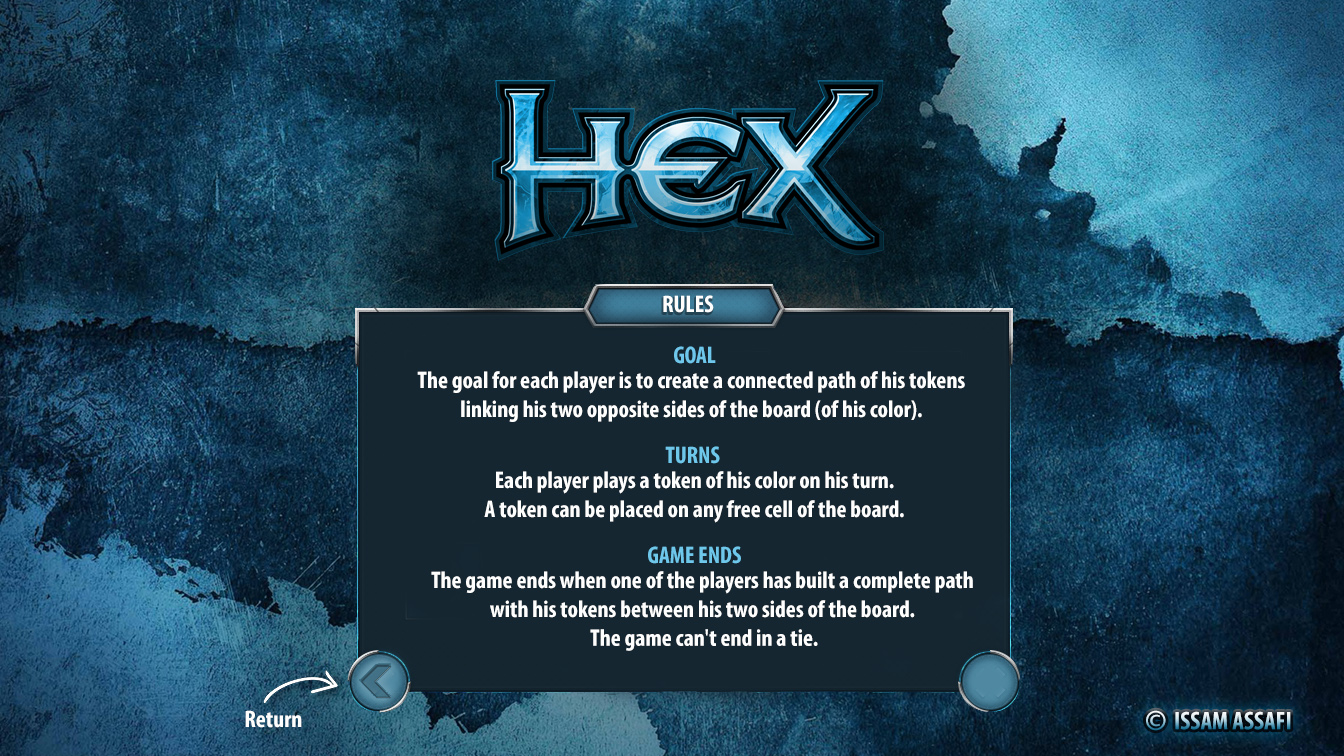 HEX
RULES
GOAL
The goal for each player is to create a connected path of his tokens
linking his two opposite sides of the board (of his color).
TURNS
Each player plays a token of his color on his turn.
A token can be placed on any free cell of the board.
GAME ENDS
The game ends when one of the players has built a complete path
with his tokens between his two sides of the board.
The game can't end in a tie.
Return
© ISSAM ASSAFI